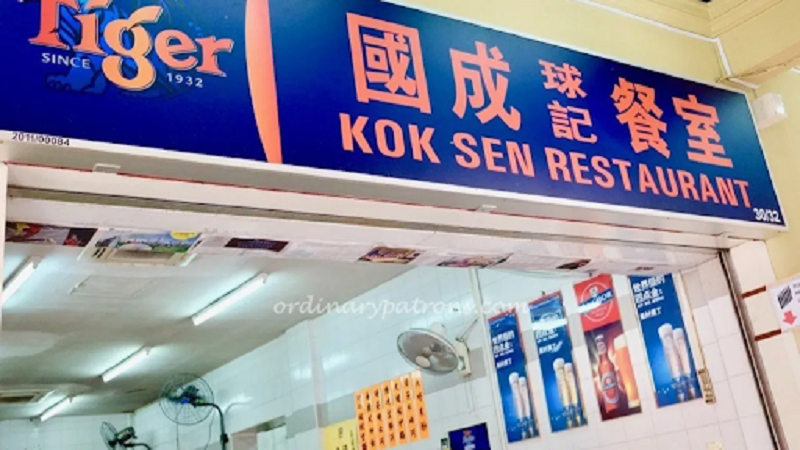 Tiger
SINCE 1932
2011/00084
國成球記餐室
KOK SEN RESTAURANT
30/32
ordinarypatrons.com